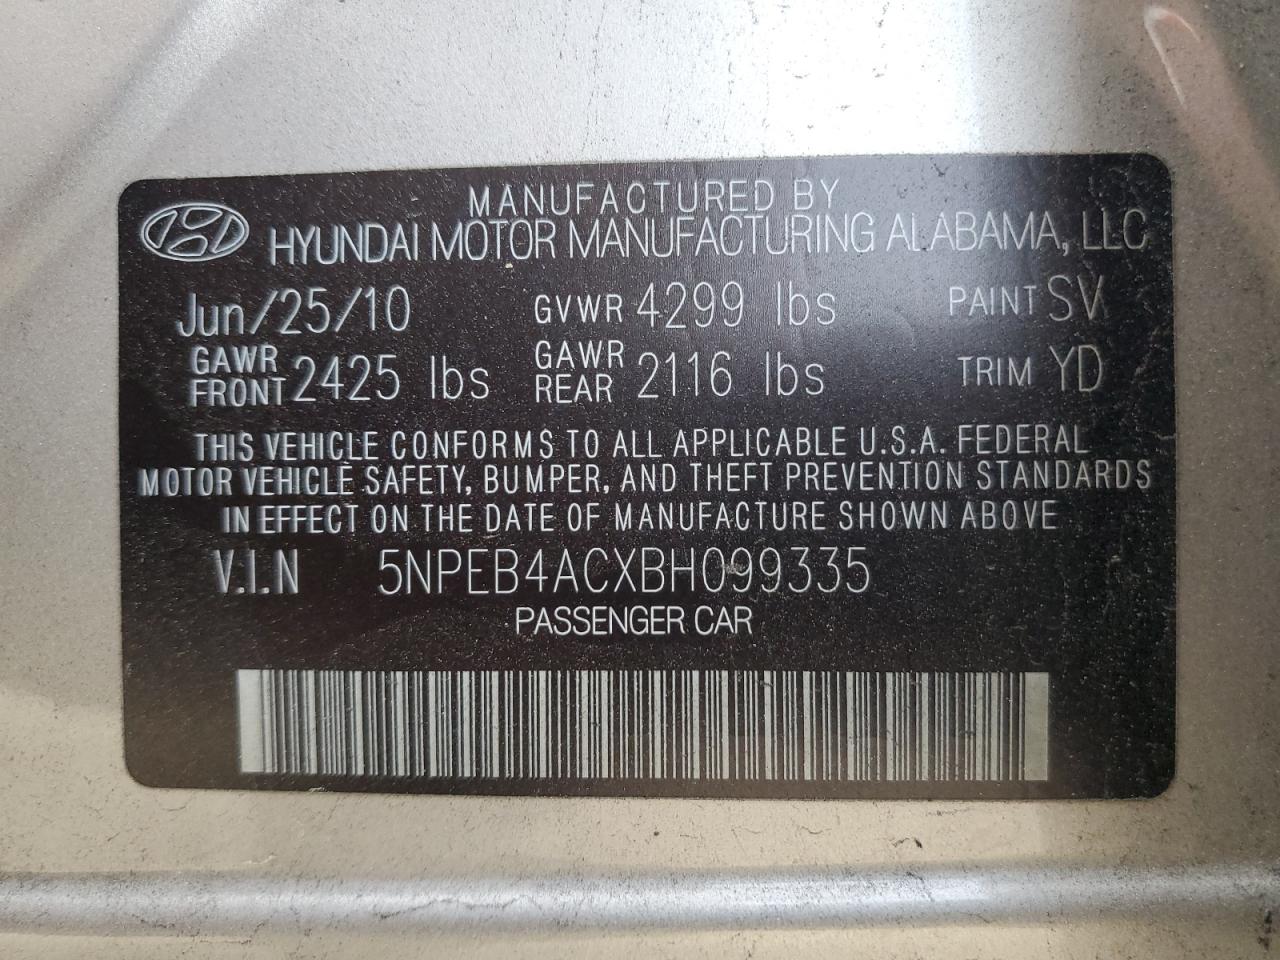 MANUFACTURED BY
HYUNDAI MOTOR MANUFACTURING ALABAMA, LLC
Jun/25/10 GVWR 4299 lbs PAINT SV
GAWR FRONT 2425 lbs GAWR REAR 2116 lbs TRIM YD
THIS VEHICLE CONFORMS TO ALL APPLICABLE U.S.A. FEDERAL
MOTOR VEHICLE SAFETY, BUMPER, AND THEFT PREVENTION STANDARDS
IN EFFECT ON THE DATE OF MANUFACTURE SHOWN ABOVE
V.I.N 5NPEB4ACXBH099335
PASSENGER CAR